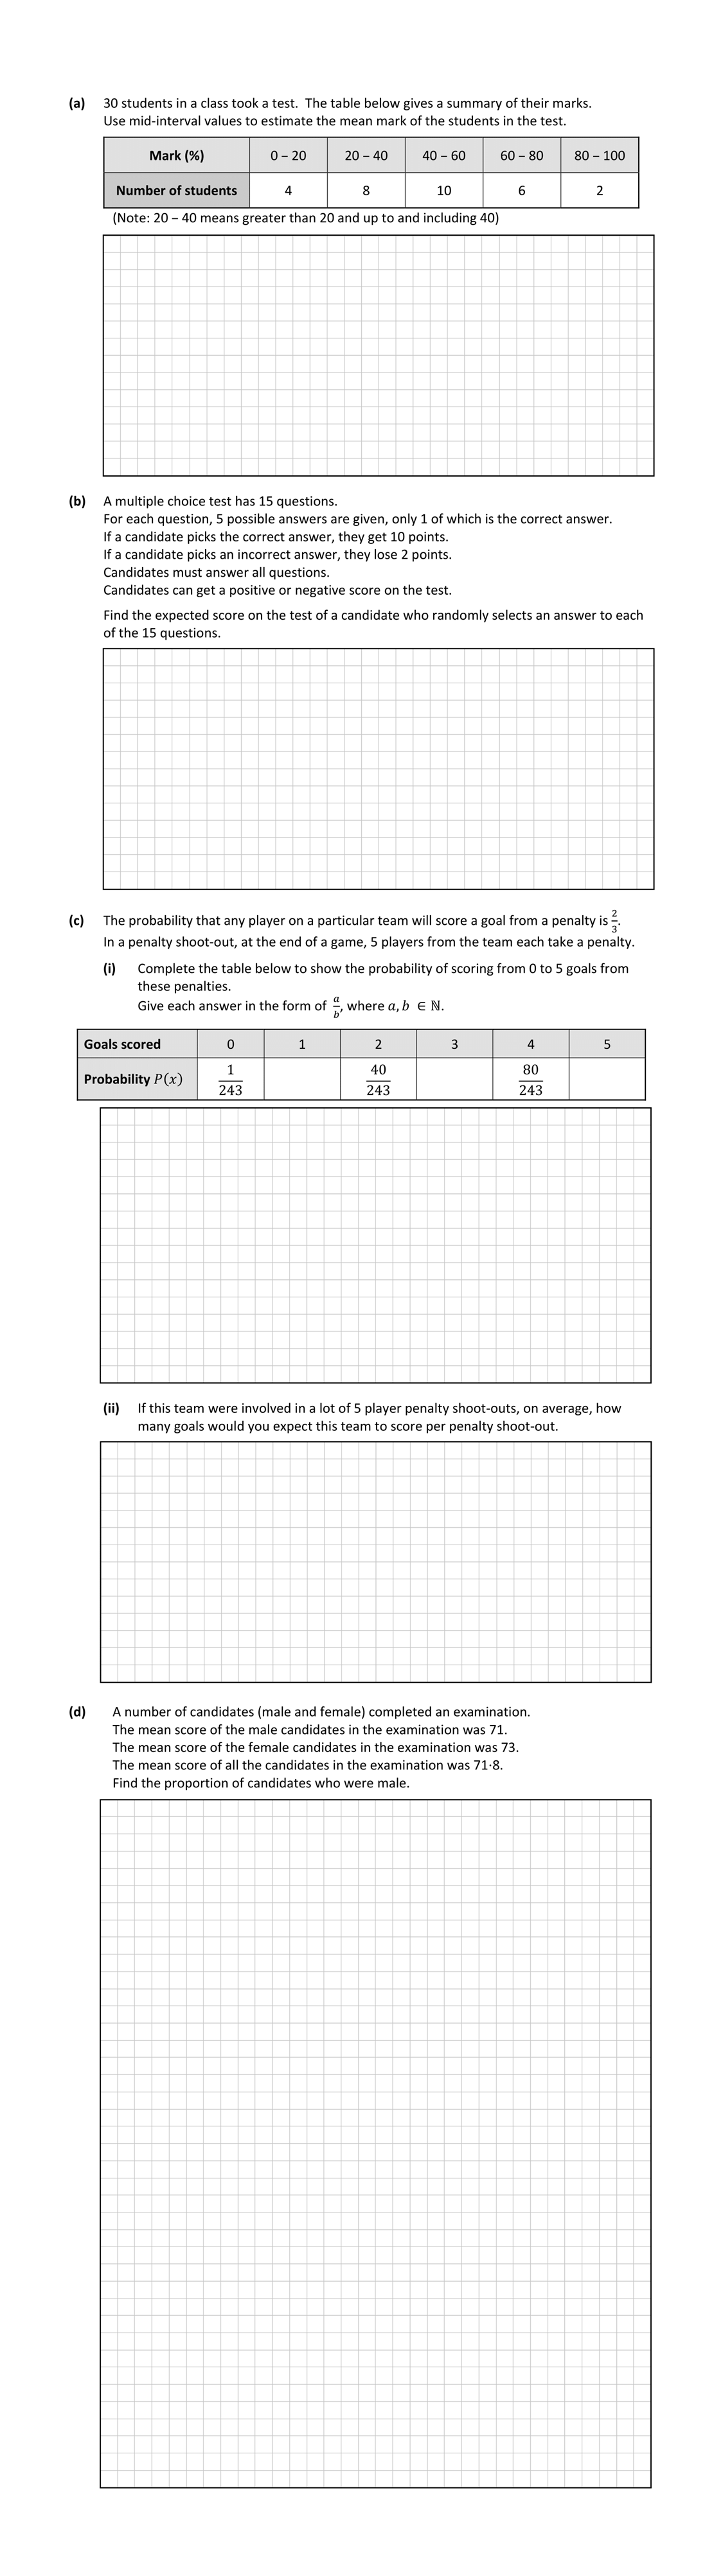 (a) 30 students in a class took a test. The table below gives a summary of their marks.
Use mid-interval values to estimate the mean mark of the students in the test.
Mark (%) 0 – 20 20 – 40 40 – 60 60 – 80 80 – 100
Number of students 4 8 10 6 2
(Note: 20 – 40 means greater than 20 and up to and including 40)
(b) A multiple choice test has 15 questions.
For each question, 5 possible answers are given, only 1 of which is the correct answer.
If a candidate picks the correct answer, they get 10 points.
If a candidate picks an incorrect answer, they lose 2 points.
Candidates must answer all questions.
Candidates can get a positive or negative score on the test.
Find the expected score on the test of a candidate who randomly selects an answer to each
of the 15 questions.
(c) The probability that any player on a particular team will score a goal from a penalty is 2/3.
In a penalty shoot-out, at the end of a game, 5 players from the team each take a penalty.
(i) Complete the table below to show the probability of scoring from 0 to 5 goals from
these penalties.
Give each answer in the form of a/b, where a, b ∈ ℕ.
Goals scored 0 1 2 3 4 5
Probability P(x) 1/243 40/243 80/243
(ii) If this team were involved in a lot of 5 player penalty shoot-outs, on average, how
many goals would you expect this team to score per penalty shoot-out.
(d) A number of candidates (male and female) completed an examination.
The mean score of the male candidates in the examination was 71.
The mean score of the female candidates in the examination was 73.
The mean score of all the candidates in the examination was 71·8.
Find the proportion of candidates who were male.